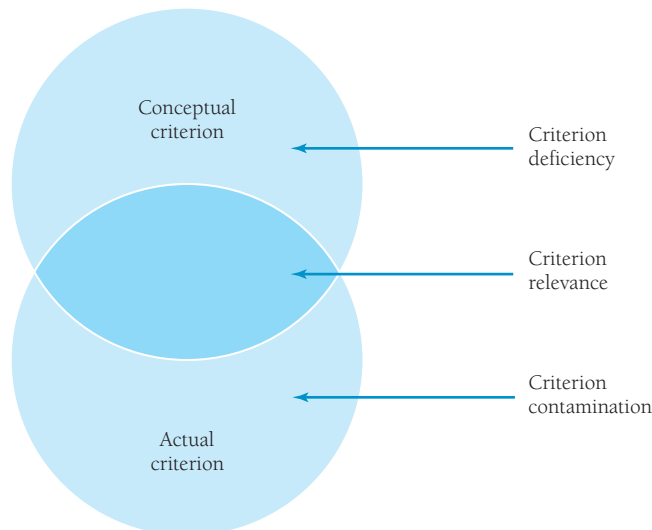 Conceptual
criterion
Criterion
deficiency
Criterion
relevance
Criterion
contamination
Actual
criterion